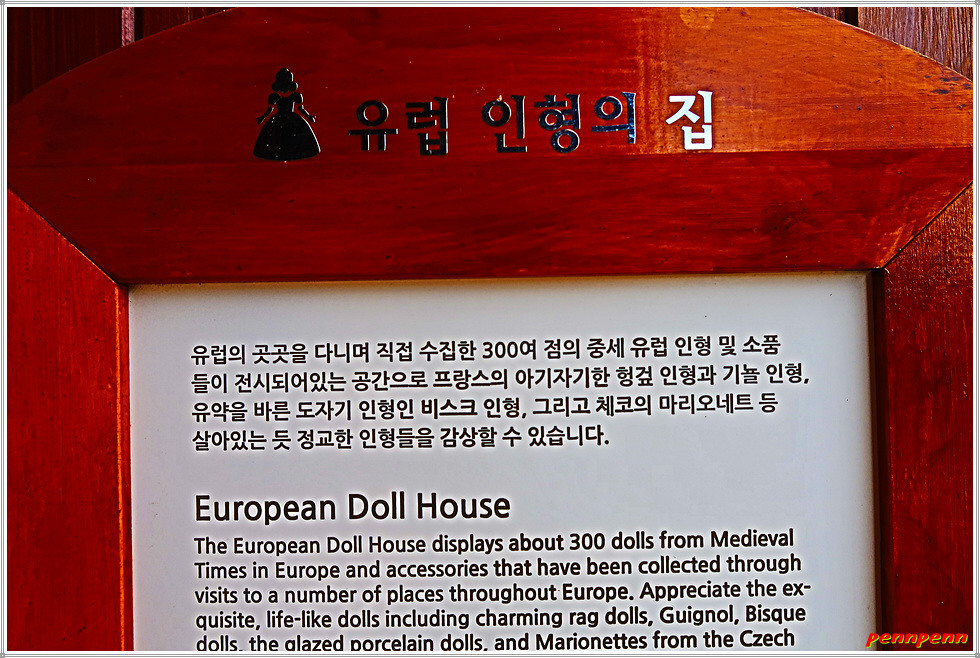 유럽 인형의 집
유럽의 곳곳을 다니며 직접 수집한 300여 점의 중세 유럽 인형 및 소품
들이 전시되어있는 공간으로 프랑스의 아기자기한 헝겊 인형과 기뇰 인형,
유약을 바른 도자기 인형인 비스크 인형, 그리고 체코의 마리오네트 등
살아있는 듯 정교한 인형들을 감상할 수 있습니다.
European Doll House
The European Doll House displays about 300 dolls from Medieval
Times in Europe and accessories that have been collected through
visits to a number of places throughout Europe. Appreciate the ex-
quisite, life-like dolls including charming rag dolls, Guignol, Bisque
dolls, the glazed porcelain dolls, and Marionettes from the Czech
pennpenn